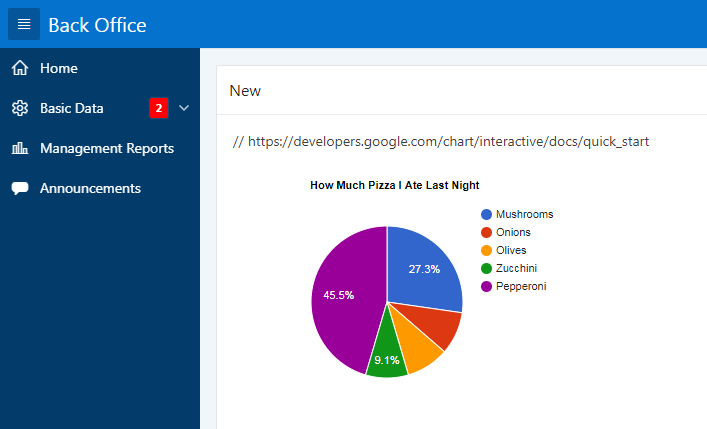 Back Office
Home
Basic Data 2
Management Reports
Announcements
New
// https://developers.google.com/chart/interactive/docs/quick_start
How Much Pizza I Ate Last Night
Mushrooms
Onions
Olives
Zucchini
Pepperoni
27.3%
45.5%
9.1%